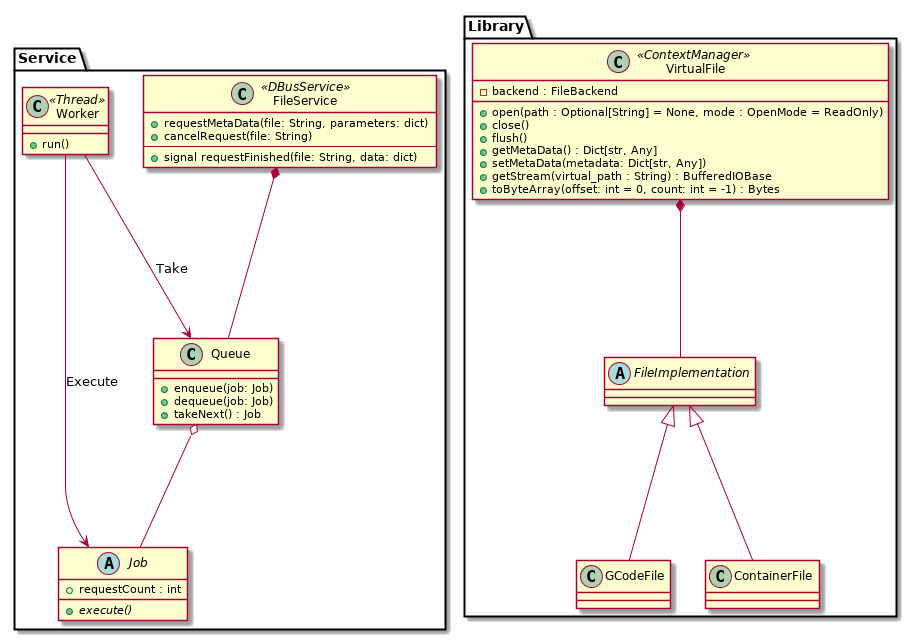 Service
C «Thread»
Worker
run()
C «DBusService»
FileService
requestMetaData(file: String, parameters: dict)
cancelRequest(file: String)
signal requestFinished(file: String, data: dict)
Take
Execute
C Queue
enqueue(job: Job)
dequeue(job: Job)
takeNext() : Job
A Job
requestCount : int
execute()
Library
C «ContextManager»
VirtualFile
backend : FileBackend
open(path : Optional[String] = None, mode : OpenMode = ReadOnly)
close()
flush()
getMetaData() : Dict[str, Any]
setMetaData(metadata: Dict[str, Any])
getStream(virtual_path : String) : BufferedIOBase
toByteArray(offset: int = 0, count: int = -1) : Bytes
A FileImplementation
C GCodeFile
C ContainerFile